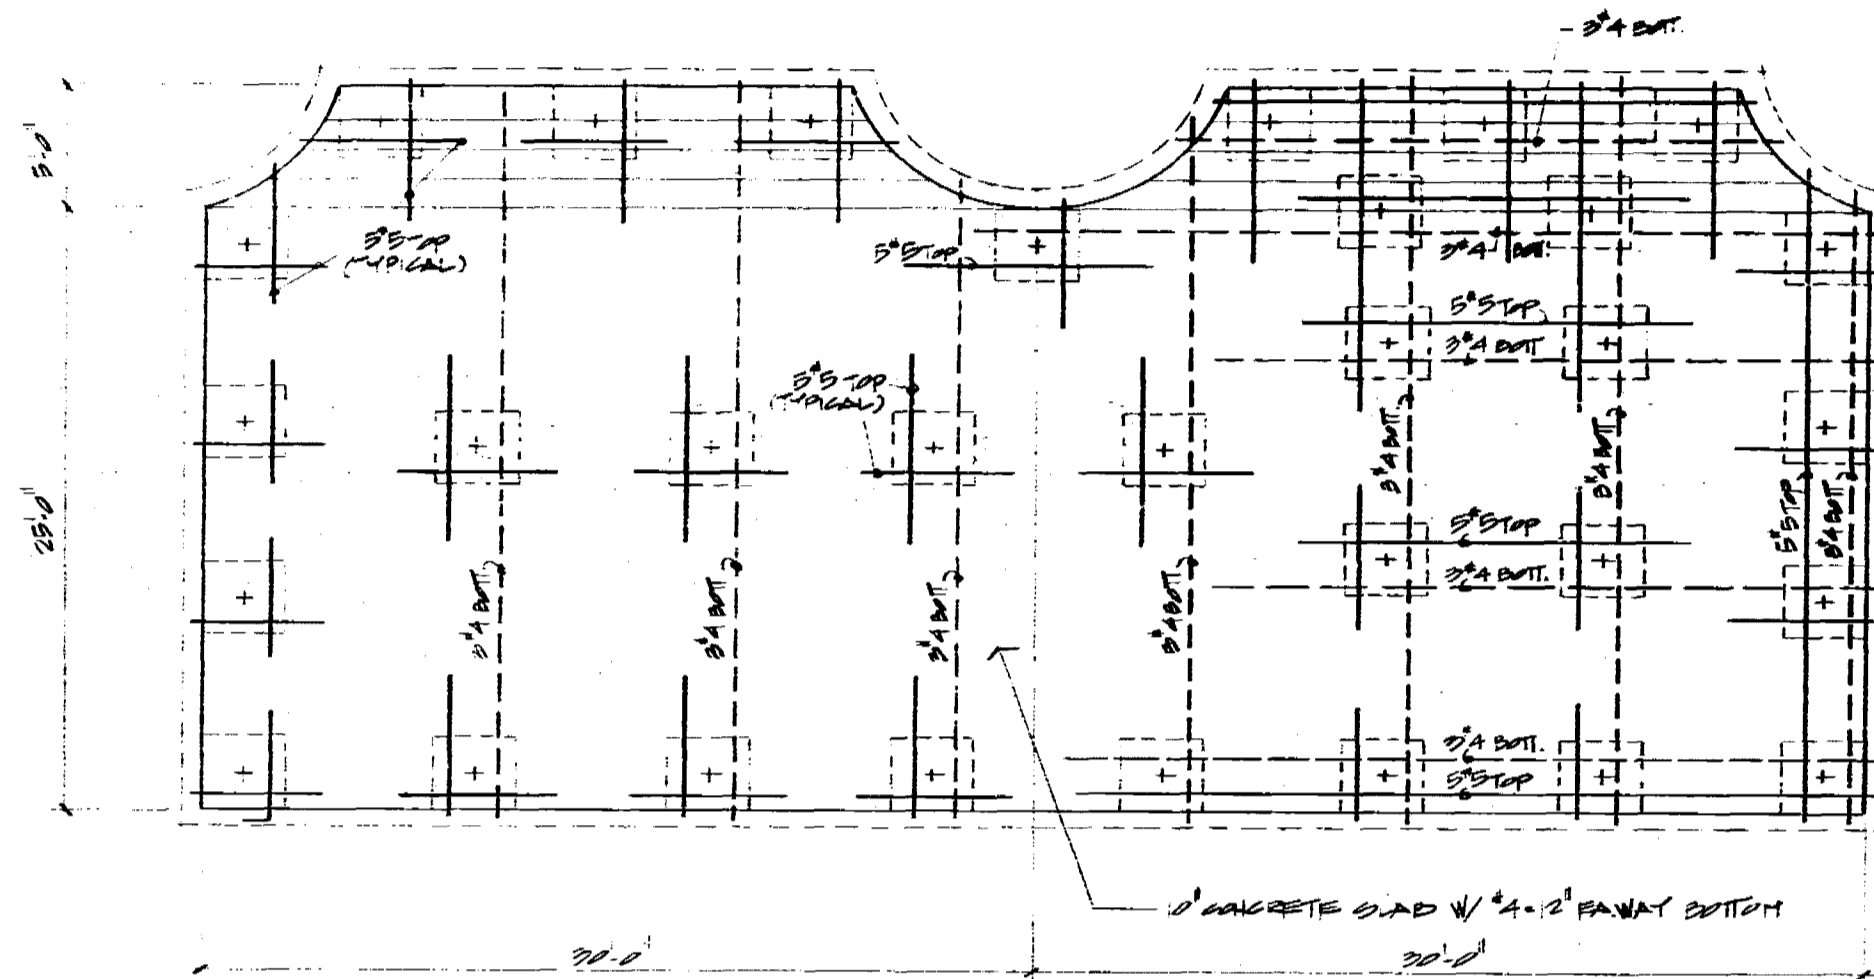 3#4 BOTT.
5'-0"
5#5 TOP
(TYPICAL)
5#5 TOP
3#4 BOTT.
5#5 TOP
3#4 BOTT
5#5 TOP
(TYPICAL)
25'-0"
3#4 BOTT.
3#4 BOTT.
5#5 TOP
3#4 BOTT.
5#5 TOP
3#4 BOTT.
3#4 BOTT.
3#4 BOTT.
3#4 BOTT.
3#4 BOTT.
3#4 BOTT.
5#5 TOP
10" CONCRETE SLAB W/ #4-12" EA.WAY BOTTOM
30'-0"
30'-0"